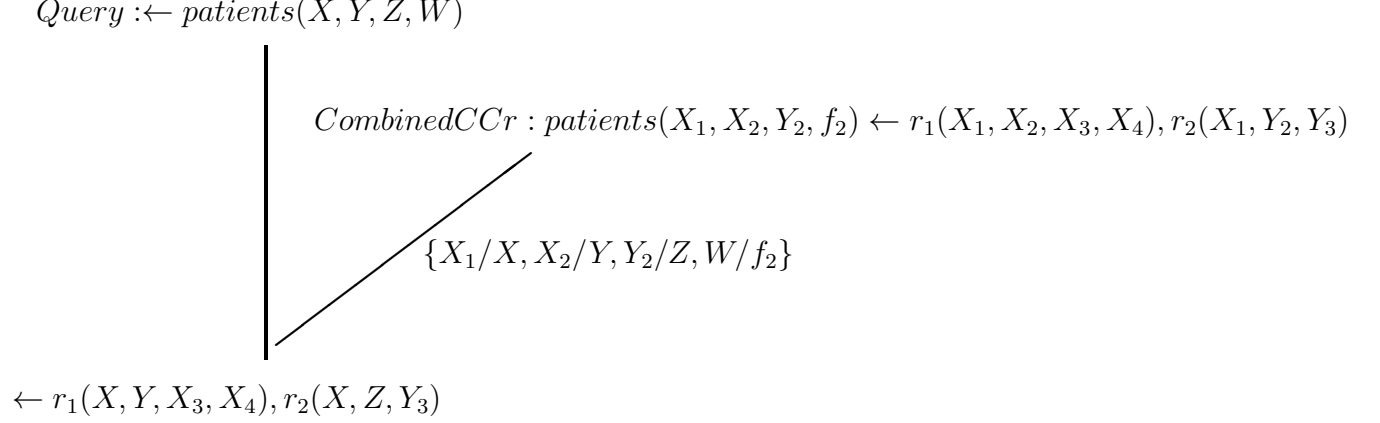 Query :← patients(X, Y, Z, W)
CombinedCCr : patients(X₁, X₂, Y₂, f₂) ← r₁(X₁, X₂, X₃, X₄), r₂(X₁, Y₂, Y₃)
{X₁/X, X₂/Y, Y₂/Z, W/f₂}
← r₁(X, Y, X₃, X₄), r₂(X, Z, Y₃)